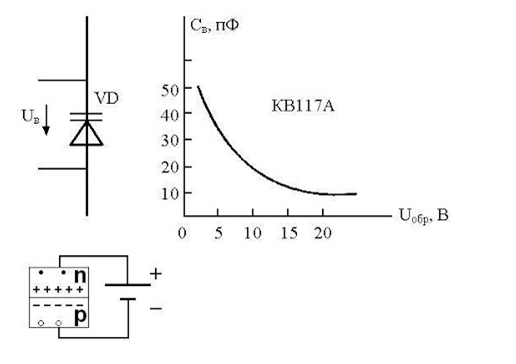 Cв, пФ
VD
Uв
КВ117А
50
40
30
20
10
Uобр, В
0 5 10 15 20
n
+ + + + +
– – – – –
p
+
–